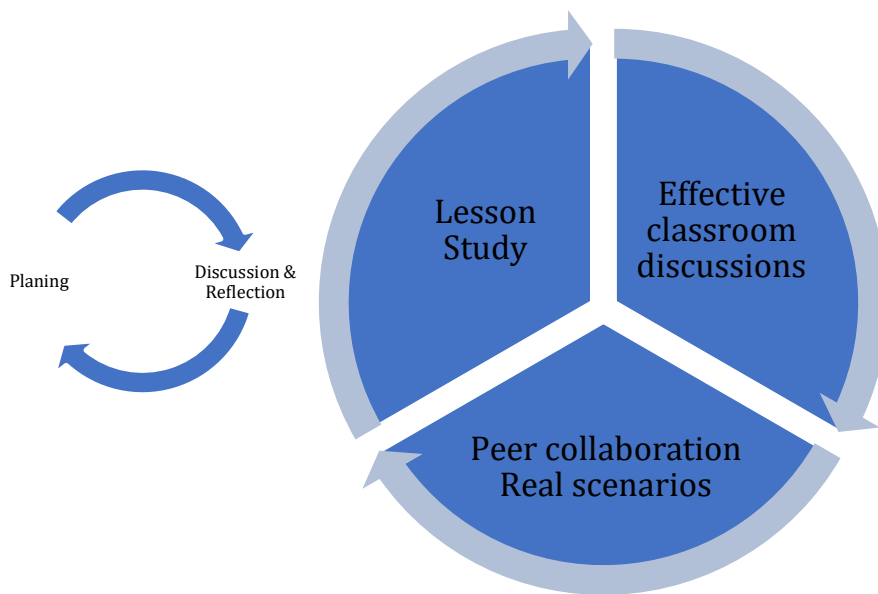 Planing
Discussion &
Reflection
Lesson
Study
Effective
classroom
discussions
Peer collaboration
Real scenarios